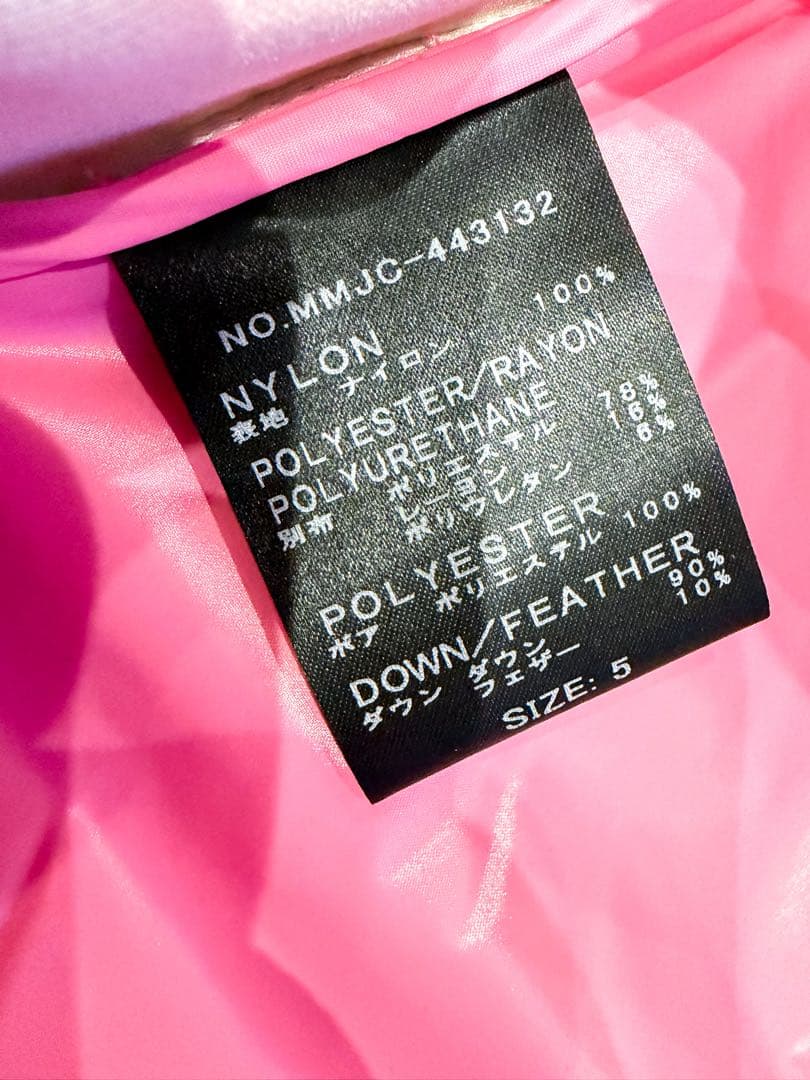 NO.MMJC-443132
NYLON 100%
表地 ナイロン
POLYESTER/RAYON
POLYURETHANE
別布 ポリエステル 78%
レーヨン 16%
ポリウレタン 6%
POLYESTER
ボア ポリエステル 100%
DOWN/FEATHER
ダウン ダウン 90%
フェザー 10%
SIZE: 5